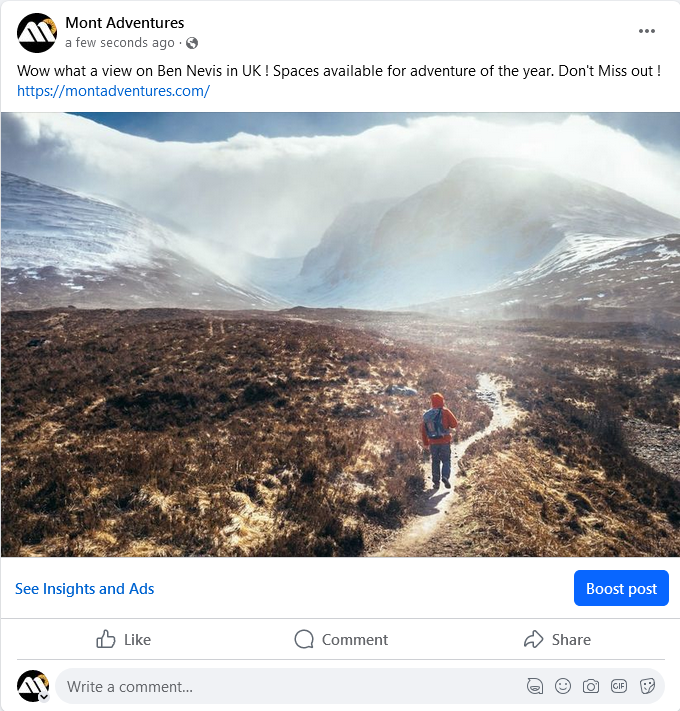 Mont Adventures
a few seconds ago ·
Wow what a view on Ben Nevis in UK ! Spaces available for adventure of the year. Don't Miss out !
https://montadventures.com/
See Insights and Ads
Boost post
Like
Comment
Share
Write a comment...
GIF